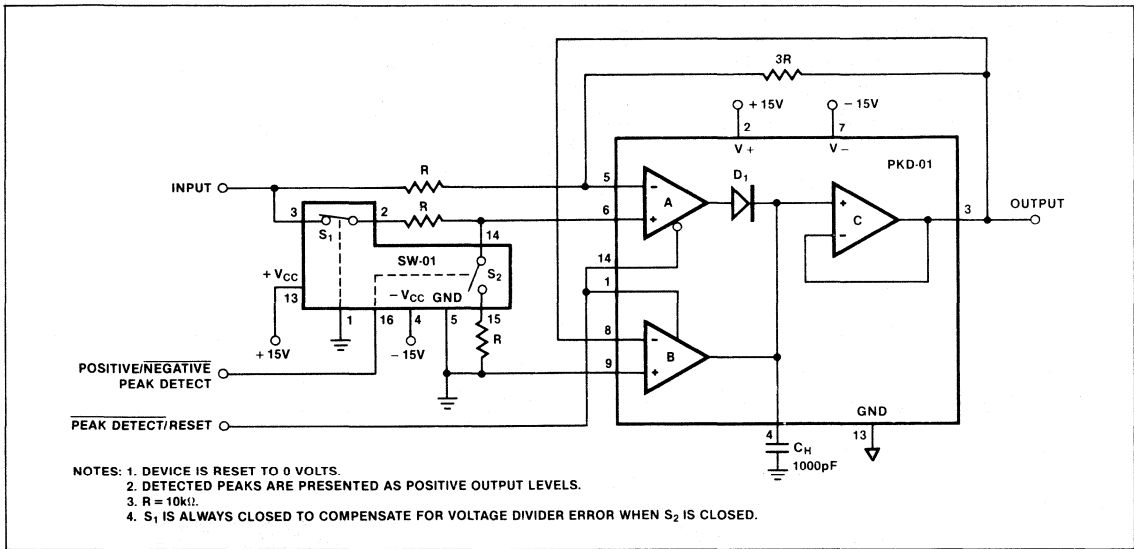 3R
+ 15V
- 15V
2
7
V +
V -
PKD-01
R
5
D1
INPUT
A
OUTPUT
3
2
R
6
C
3
S1
14
SW-01
S2
14
+ VCC
- VCC
GND
1
13
1
16
4
5
15
8
B
+ 15V
- 15V
R
9
POSITIVE/NEGATIVE
PEAK DETECT
GND
PEAK DETECT/RESET
4
13
CH
1000pF
NOTES: 1. DEVICE IS RESET TO 0 VOLTS.
2. DETECTED PEAKS ARE PRESENTED AS POSITIVE OUTPUT LEVELS.
3. R = 10kΩ.
4. S1 IS ALWAYS CLOSED TO COMPENSATE FOR VOLTAGE DIVIDER ERROR WHEN S2 IS CLOSED.